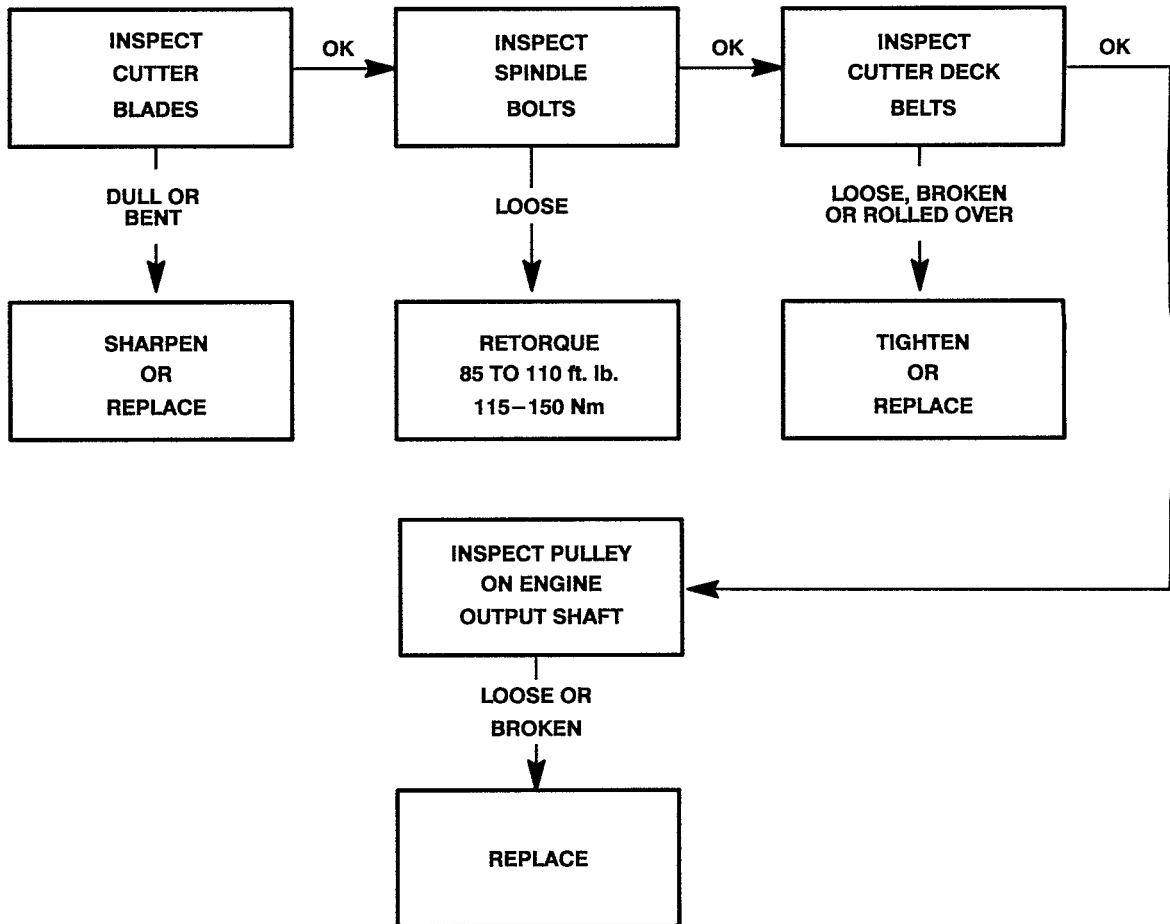 INSPECT
CUTTER
BLADES
OK
INSPECT
SPINDLE
BOLTS
OK
INSPECT
CUTTER DECK
BELTS
OK
DULL OR
BENT
LOOSE
LOOSE, BROKEN
OR ROLLED OVER
SHARPEN
OR
REPLACE
RETORQUE
85 TO 110 ft. lb.
115–150 Nm
TIGHTEN
OR
REPLACE
INSPECT PULLEY
ON ENGINE
OUTPUT SHAFT
LOOSE OR
BROKEN
REPLACE